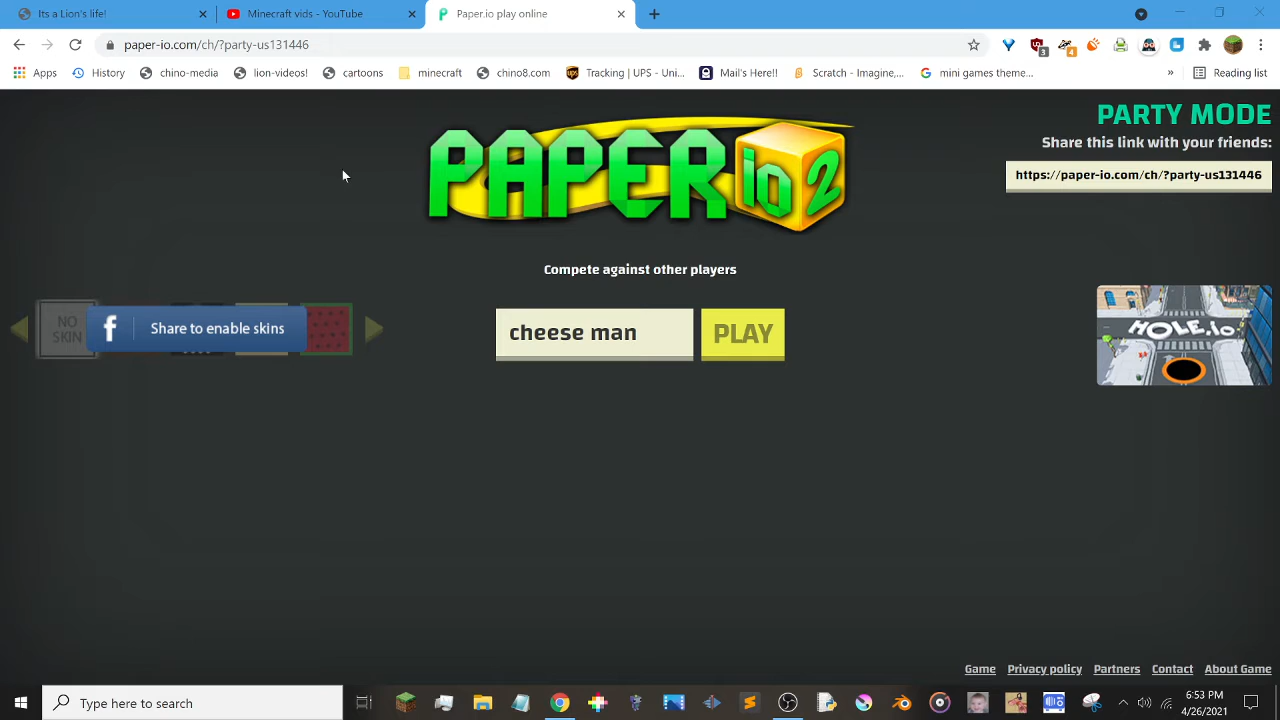 Its a Lion's life!
Minecraft vids - YouTube
Paper.io play online
paper-io.com/ch/?party-us131446
3
4
Apps
History
chino-media
lion-videos!
cartoons
minecraft
chino8.com
Tracking | UPS - Uni...
Mail's Here!!
Scratch - Imagine,...
mini games theme...
»
Reading list
PARTY MODE
Share this link with your friends:
https://paper-io.com/ch/?party-us131446
PAPER io 2
Compete against other players
NO
SKIN
f
Share to enable skins
cheese man
PLAY
HOLE.io
Game
Privacy policy
Partners
Contact
About Game
Type here to search
6:53 PM
4/26/2021